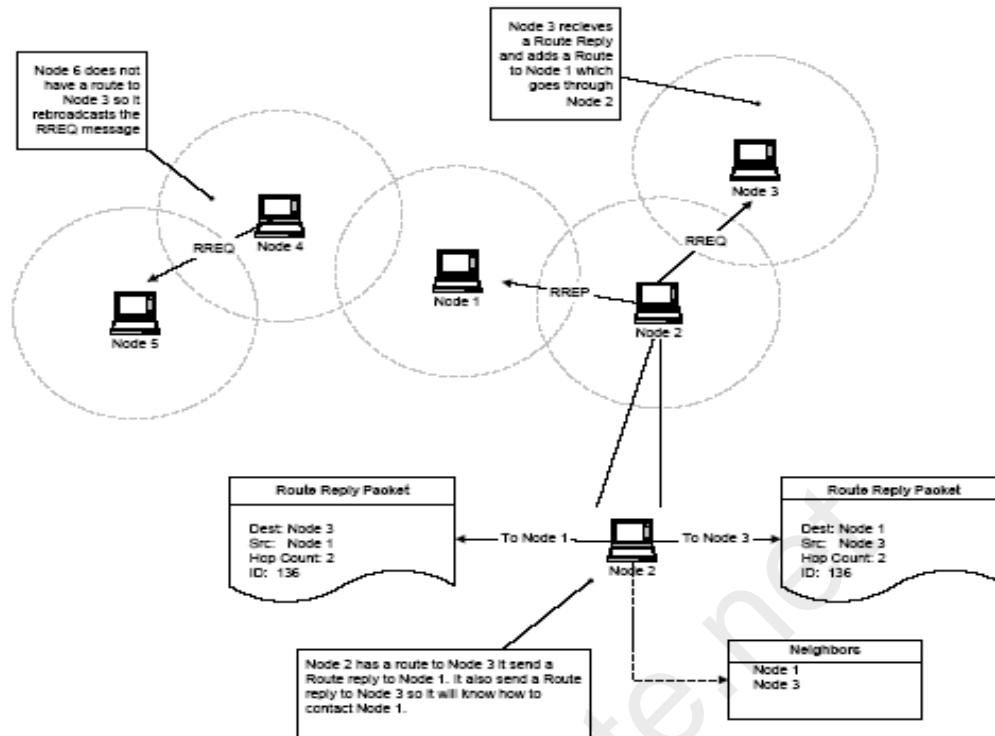 Node 6 does not
have a route to
Node 3 so it
rebroadcasts the
RREQ message
Node 3 recieves
a Route Reply
and adds a Route
to Node 1 which
goes through
Node 2
Node 3
RREQ
Node 4
RREQ
Node 1
RREP
Node 2
Node 5
Route Reply Packet
Dest: Node 3
Src: Node 1
Hop Count: 2
ID: 136
To Node 1
To Node 3
Node 2
Route Reply Packet
Dest: Node 1
Src: Node 3
Hop Count: 2
ID: 136
Node 2 has a route to Node 3 it send a
Route reply to Node 1. It also send a Route
reply to Node 3 so it will know how to
contact Node 1.
Neighbors
Node 1
Node 3
te.net